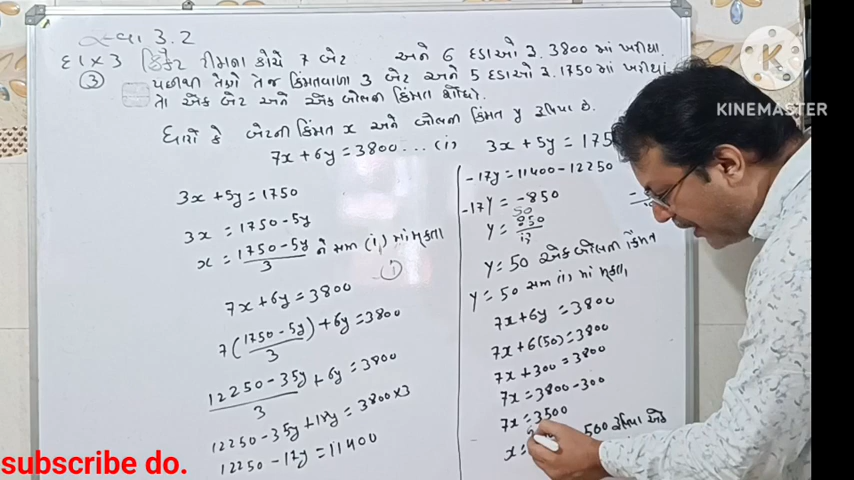 સ્વા 3.2
દાખ 3 ક્રિકેટ ટીમના કોચે 7 બેટ અને 6 દડાઓ રૂ. 3800 માં ખરીદ્યા.
③ પછીથી તેણે તેજ કિંમતવાળા 3 બેટ અને 5 દડાઓ રૂ. 1750 માં ખરીદ્યાં
તો એક બેટ અને એક બોલની કિંમત શોધો.
ધારો કે બેટની કિંમત x અને બોલની કિંમત y રૂપિયા છે.
7x + 6y = 3800 ... (i) 3x + 5y = 175
3x + 5y = 1750
3x = 1750 - 5y
x = 1750 - 5y / 3 ને સમ (i) માં મૂકતા
①
7x + 6y = 3800
7 (1750 - 5y / 3) + 6y = 3800
12250 - 35y / 3 + 6y = 3800
12250 - 35y + 18y = 3800 × 3
12250 - 17y = 11400
-17y = 11400 - 12250
-17y = -850
50
y = 850 / 17
y = 50 એક બોલની કિંમત
y = 50 સમ (i) માં મૂકતા,
7x + 6y = 3800
7x + 6(50) = 3800
7x + 300 = 3800
7x = 3800 - 300
7x = 3500
x = 500 રૂપિયા એક
KINEMASTER
subscribe do.